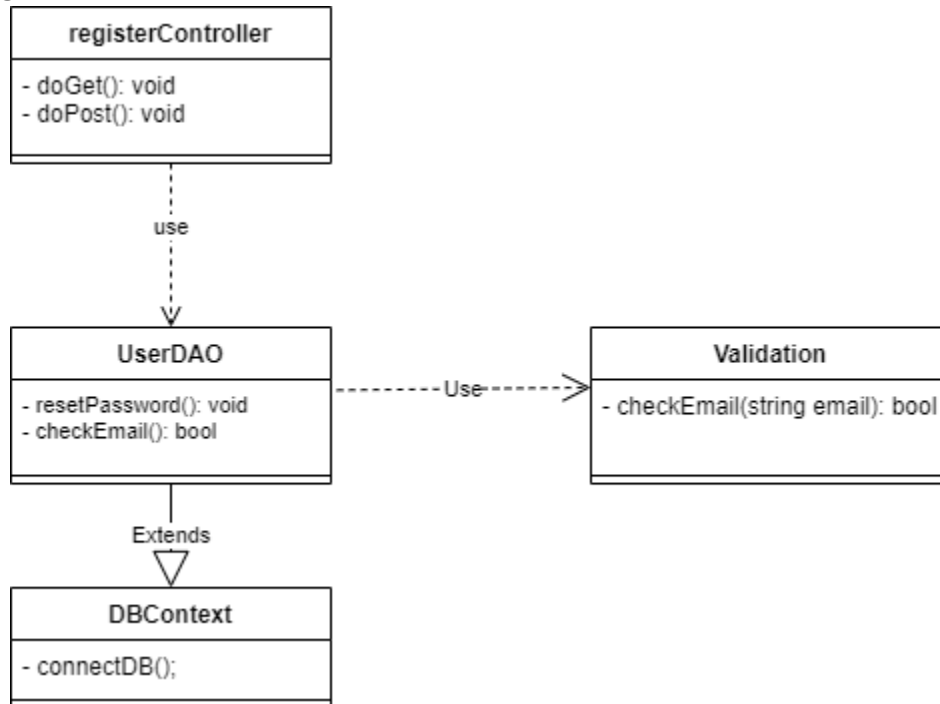 registerController
- doGet(): void
- doPost(): void
use
UserDAO
- resetPassword(): void
- checkEmail(): bool
Use
Validation
- checkEmail(string email): bool
Extends
DBContext
- connectDB();